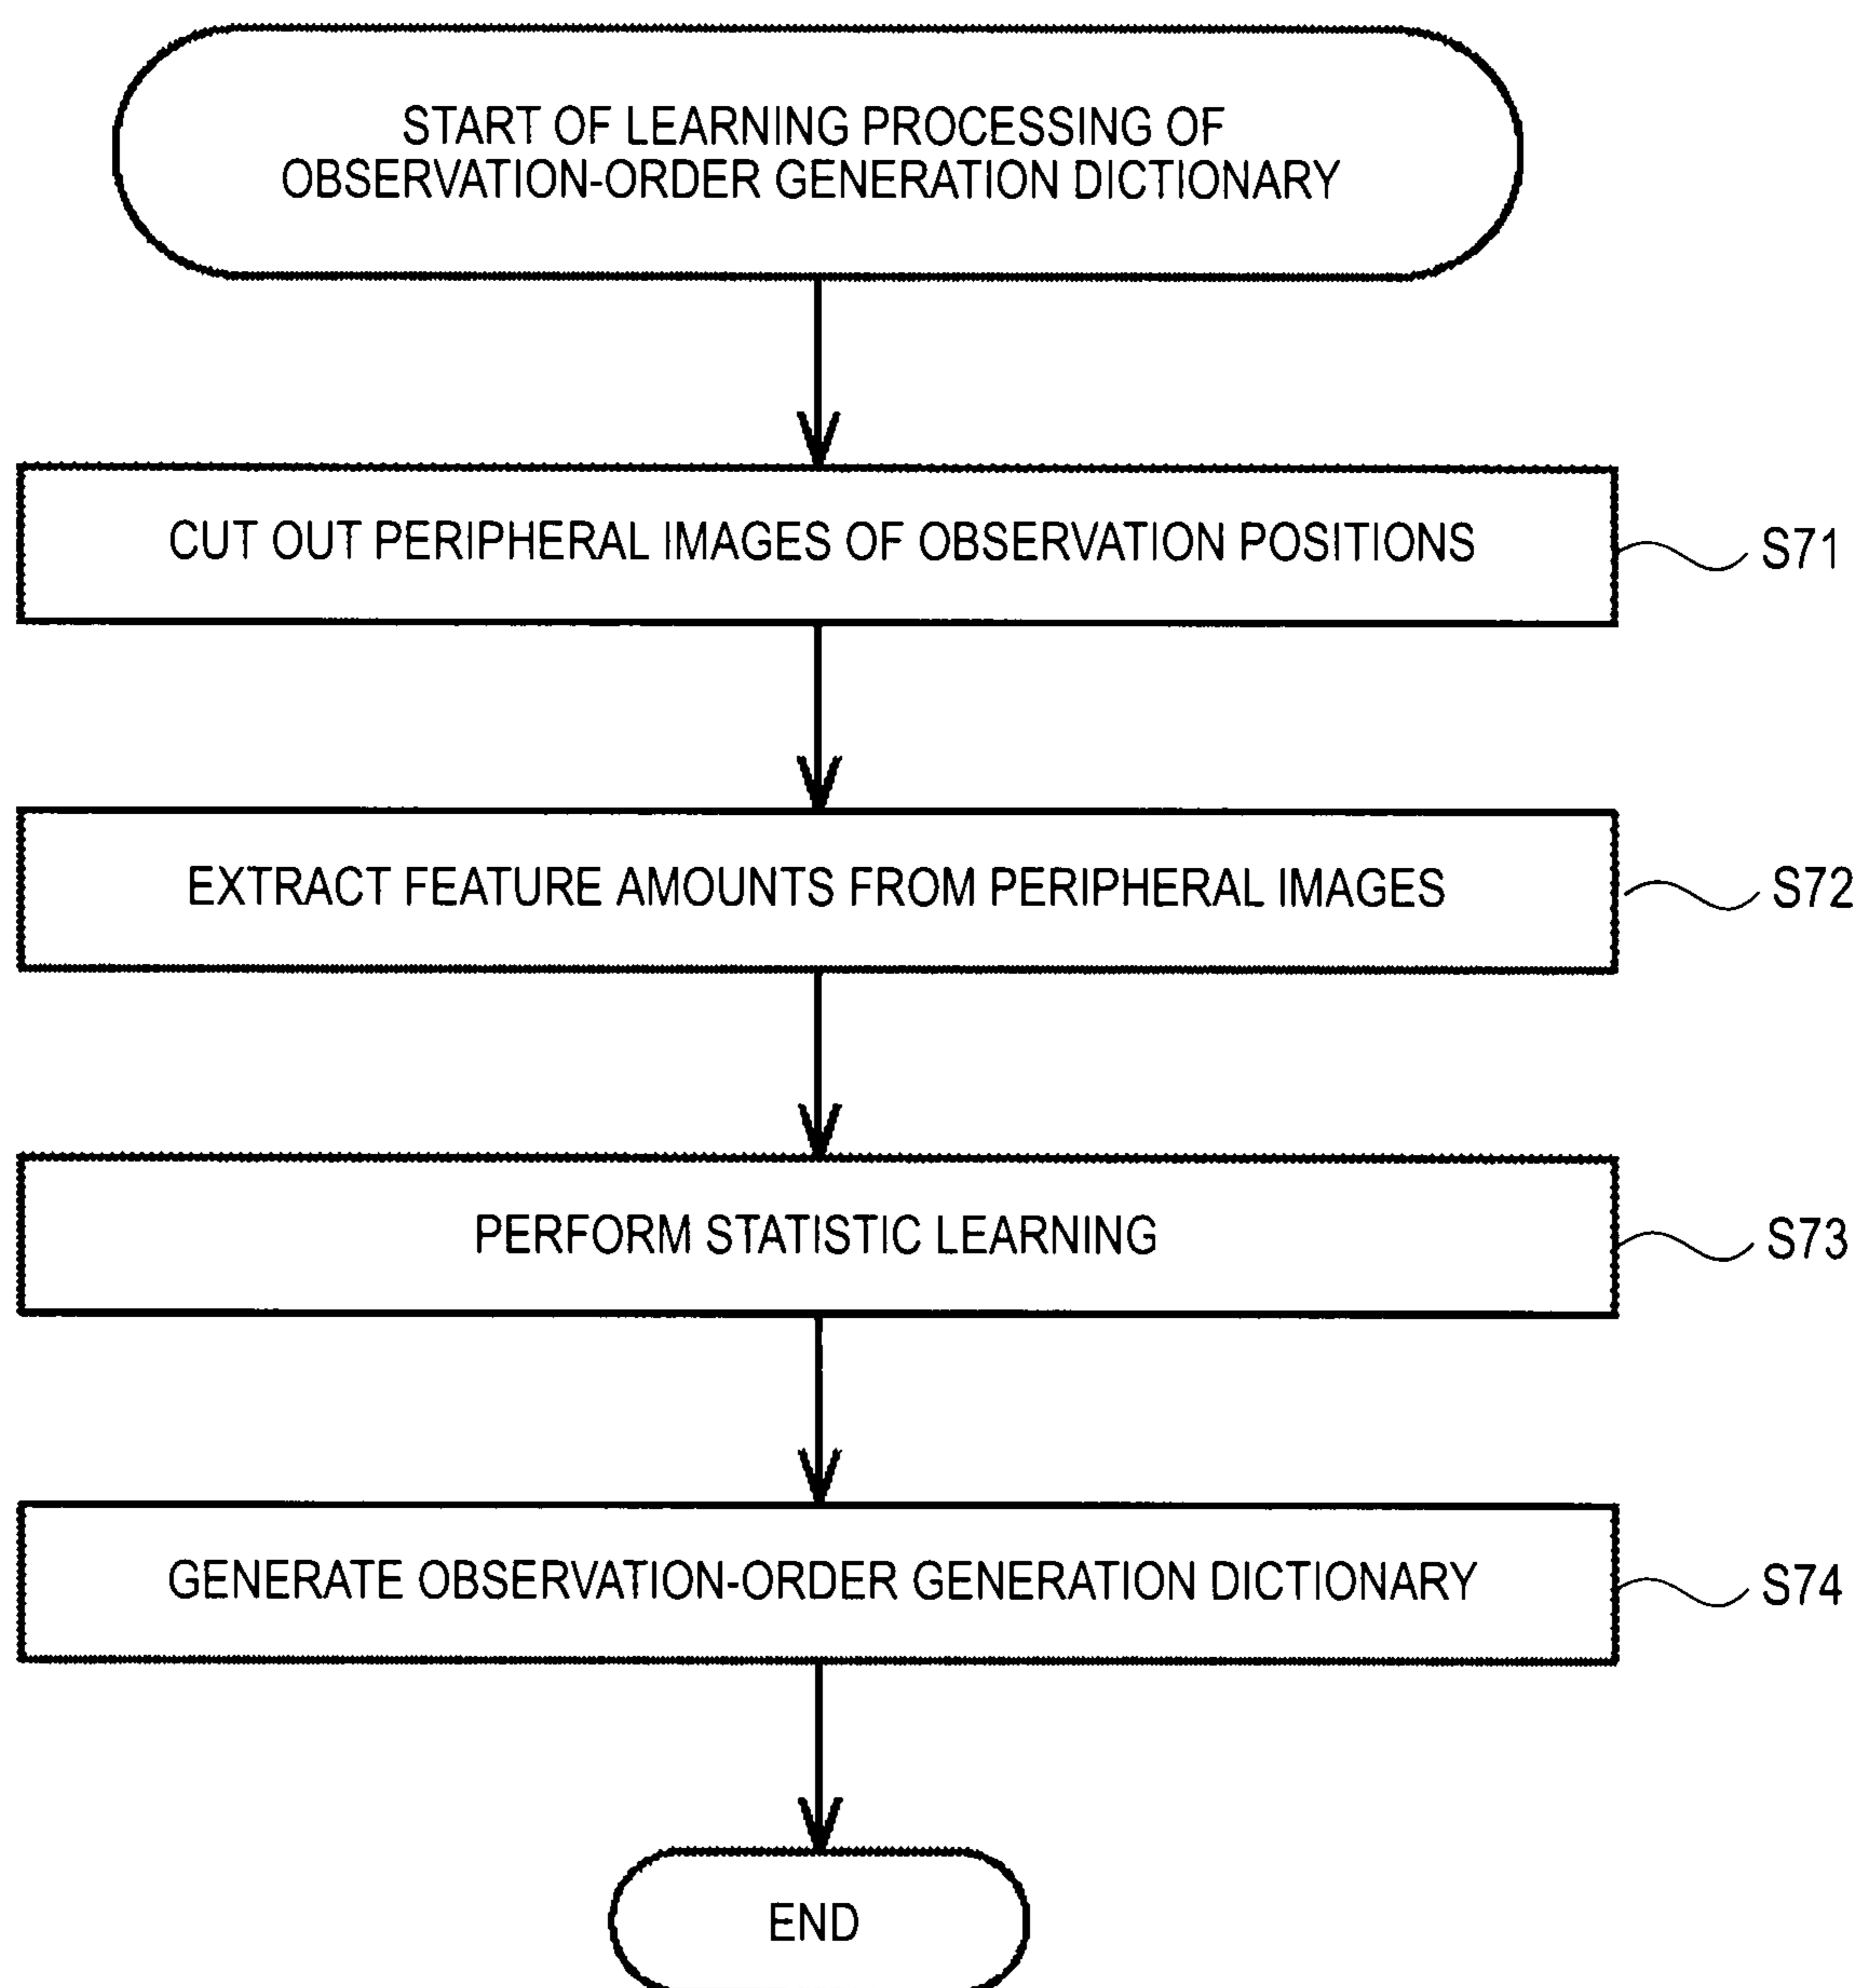 START OF LEARNING PROCESSING OF
OBSERVATION-ORDER GENERATION DICTIONARY
CUT OUT PERIPHERAL IMAGES OF OBSERVATION POSITIONS
S71
EXTRACT FEATURE AMOUNTS FROM PERIPHERAL IMAGES
S72
PERFORM STATISTIC LEARNING
S73
GENERATE OBSERVATION-ORDER GENERATION DICTIONARY
S74
END